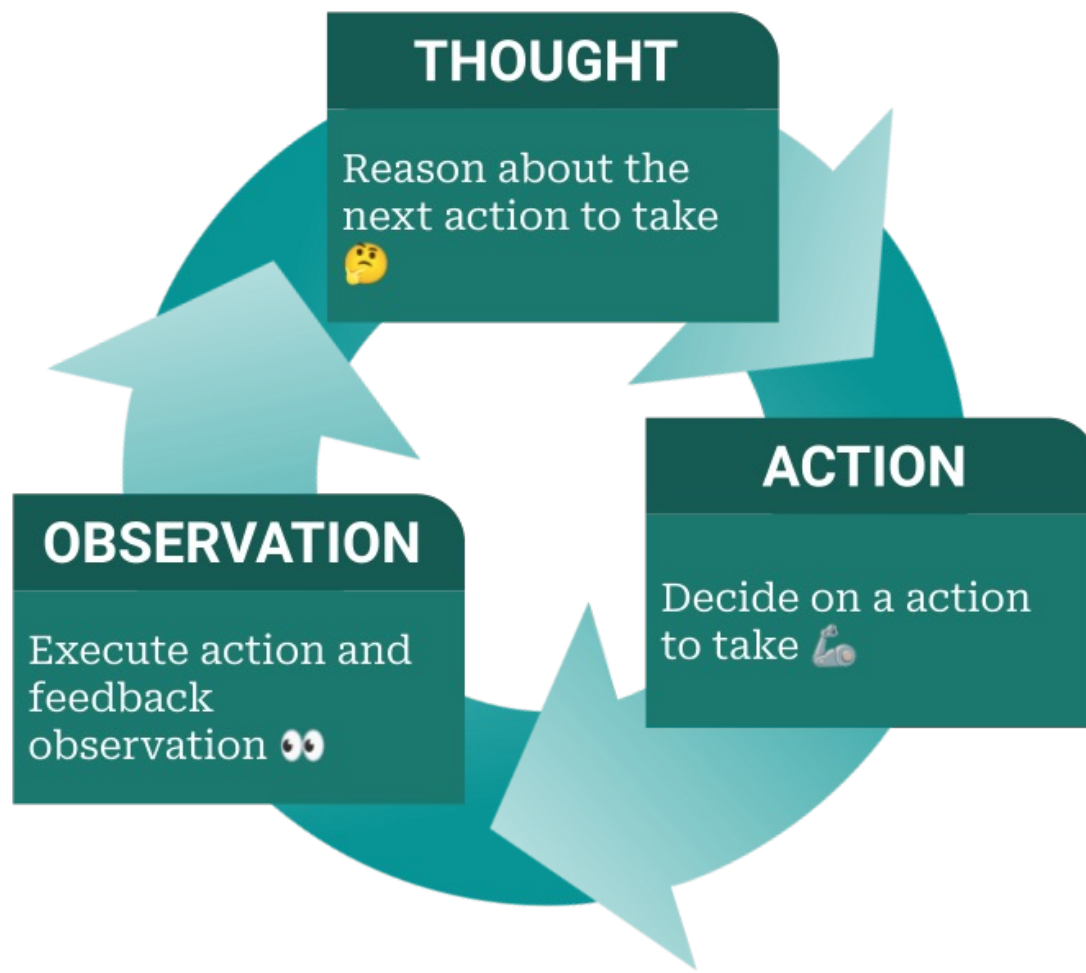 THOUGHT
Reason about the
next action to take
🤔
ACTION
Decide on a action
to take 🦾
OBSERVATION
Execute action and
feedback
observation 👀